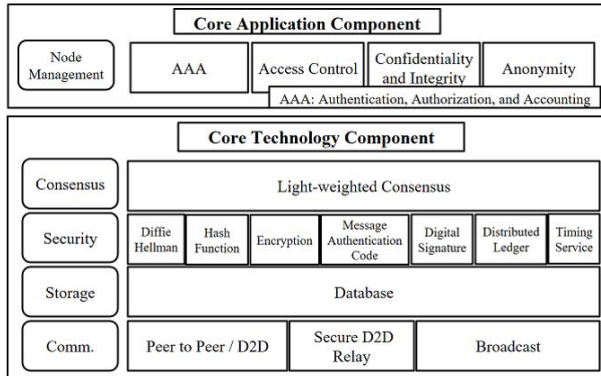 Core Application Component
Node
Management
AAA
Access Control
Confidentiality
and Integrity
Anonymity
AAA: Authentication, Authorization, and Accounting
Core Technology Component
Consensus
Light-weighted Consensus
Security
Diffie
Hellman
Hash
Function
Encryption
Message
Authentication
Code
Digital
Signature
Distributed
Ledger
Timing
Service
Storage
Database
Comm.
Peer to Peer / D2D
Secure D2D
Relay
Broadcast